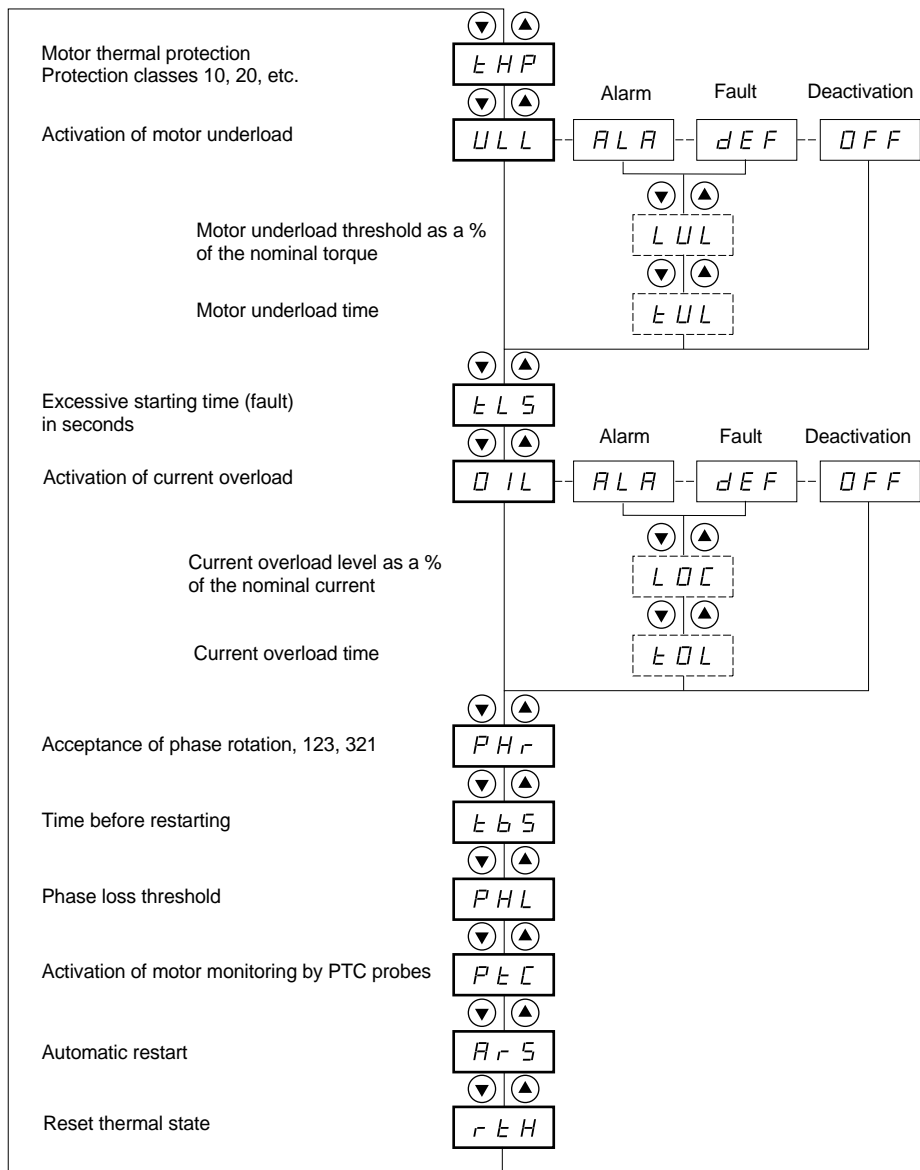 Motor thermal protection
Protection classes 10, 20, etc.
tHP
Alarm Fault Deactivation
Activation of motor underload
ULL ALA dEF OFF
Motor underload threshold as a %
of the nominal torque
LUL
Motor underload time
tUL
Excessive starting time (fault)
in seconds
tLS
Alarm Fault Deactivation
Activation of current overload
OIL ALA dEF OFF
Current overload level as a %
of the nominal current
LOC
Current overload time
tOL
Acceptance of phase rotation, 123, 321
PHr
Time before restarting
tbS
Phase loss threshold
PHL
Activation of motor monitoring by PTC probes
PtC
Automatic restart
ArS
Reset thermal state
rtH